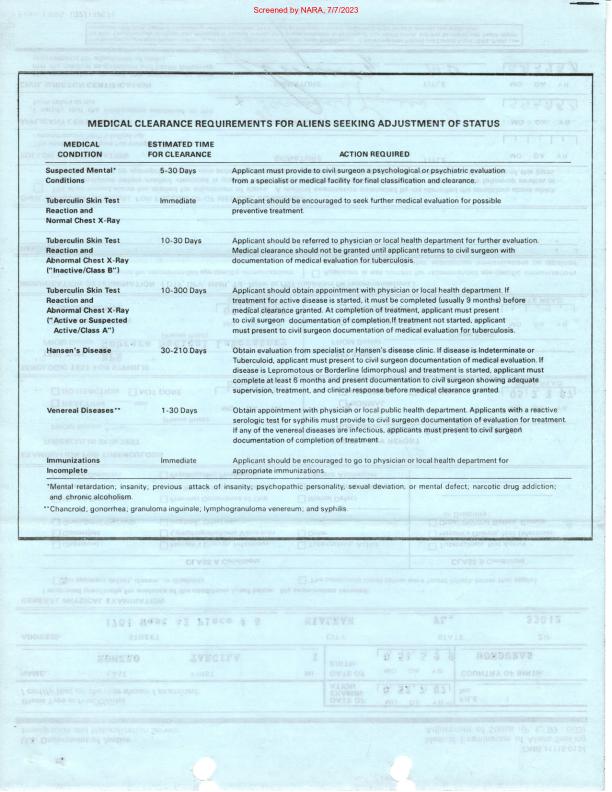 Screened by NARA, 7/7/2023
MEDICAL CLEARANCE REQUIREMENTS FOR ALIENS SEEKING ADJUSTMENT OF STATUS
MEDICAL CONDITION ESTIMATED TIME FOR CLEARANCE ACTION REQUIRED
Suspected Mental* 5-30 Days Applicant must provide to civil surgeon a psychological or psychiatric evaluation
Conditions from a specialist or medical facility for final classification and clearance.
Tuberculin Skin Test Immediate Applicant should be encouraged to seek further medical evaluation for possible
Reaction and preventive treatment.
Normal Chest X-Ray
Tuberculin Skin Test 10-30 Days Applicant should be referred to physician or local health department for further evaluation.
Reaction and Medical clearance should not be granted until applicant returns to civil surgeon with
Abnormal Chest X-Ray documentation of medical evaluation for tuberculosis.
("Inactive/Class B")
Tuberculin Skin Test 10-300 Days Applicant should obtain appointment with physician or local health department. If
Reaction and treatment for active disease is started, it must be completed (usually 9 months) before
Abnormal Chest X-Ray medical clearance granted. At completion of treatment, applicant must present
("Active or Suspected to civil surgeon documentation of completion. If treatment not started, applicant
Active/Class A") must present to civil surgeon documentation of medical evaluation for tuberculosis.
Hansen's Disease 30-210 Days Obtain evaluation from specialist or Hansen's disease clinic. If disease is Indeterminate or
Tuberculoid, applicant must present to civil surgeon documentation of medical evaluation. If
disease is Lepromotous or Borderline (dimorphous) and treatment is started, applicant must
complete at least 6 months and present documentation to civil surgeon showing adequate
supervision, treatment, and clinical response before medical clearance granted.
Venereal Diseases** 1-30 Days Obtain appointment with physician or local public health department. Applicants with a reactive
serologic test for syphilis must provide to civil surgeon documentation of evaluation for treatment.
If any of the venereal diseases are infectious, applicants must present to civil surgeon
documentation of completion of treatment.
Immunizations Immediate Applicant should be encouraged to go to physician or local health department for
Incomplete appropriate immunizations.
*Mental retardation; insanity; previous attack of insanity; psychopathic personality, sexual deviation, or mental defect; narcotic drug addiction;
and chronic alcoholism.
**Chancroid; gonorrhea; granuloma inguinale; lymphogranuloma venereum; and syphilis.